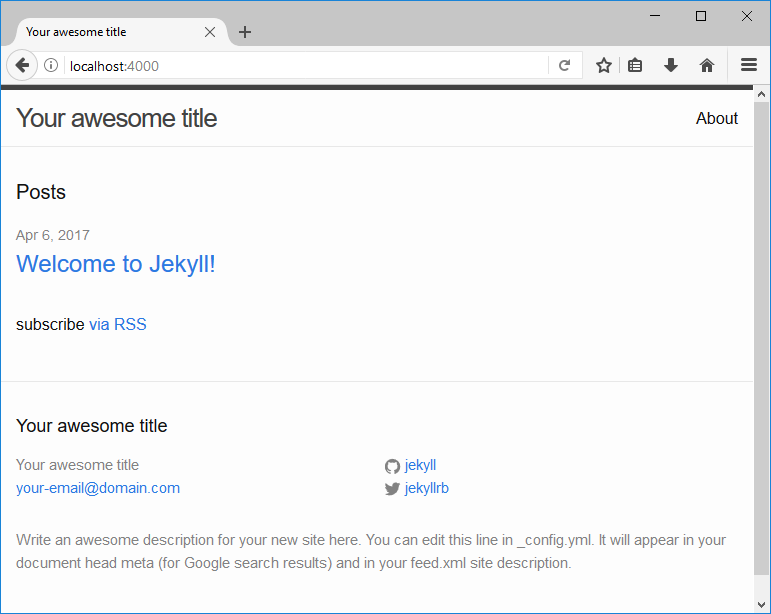 Your awesome title
localhost:4000
Your awesome title
About
Posts
Apr 6, 2017
Welcome to Jekyll!
subscribe via RSS
Your awesome title
Your awesome title
jekyll
your-email@domain.com
jekyllrb
Write an awesome description for your new site here. You can edit this line in _config.yml. It will appear in your
document head meta (for Google search results) and in your feed.xml site description.